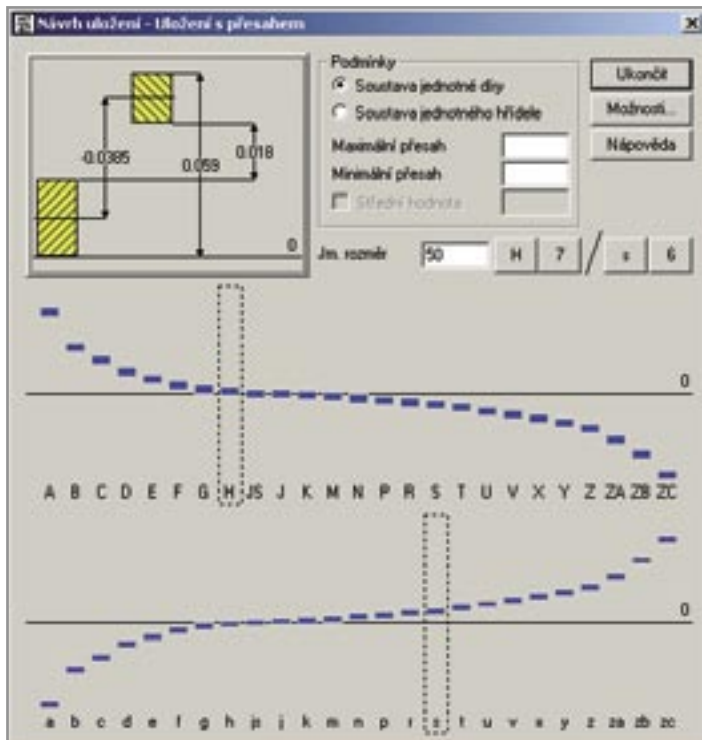 Návrh uložení - Uložení s přesahem
-0.0385
0.059
0.018
0
Podmínky
Soustava jednotné díry
Soustava jednotného hřídele
Maximální přesah
Minimální přesah
Střední hodnota
Ukončit
Možnosti...
Nápověda
Jm. rozměr 50 H 7 / s 6
0
A B C D E F G H JS J K M N P R S T U V X Y Z ZA ZB ZC
0
a b c d e f g h js j k m n p r s t u v x y z za zb zc